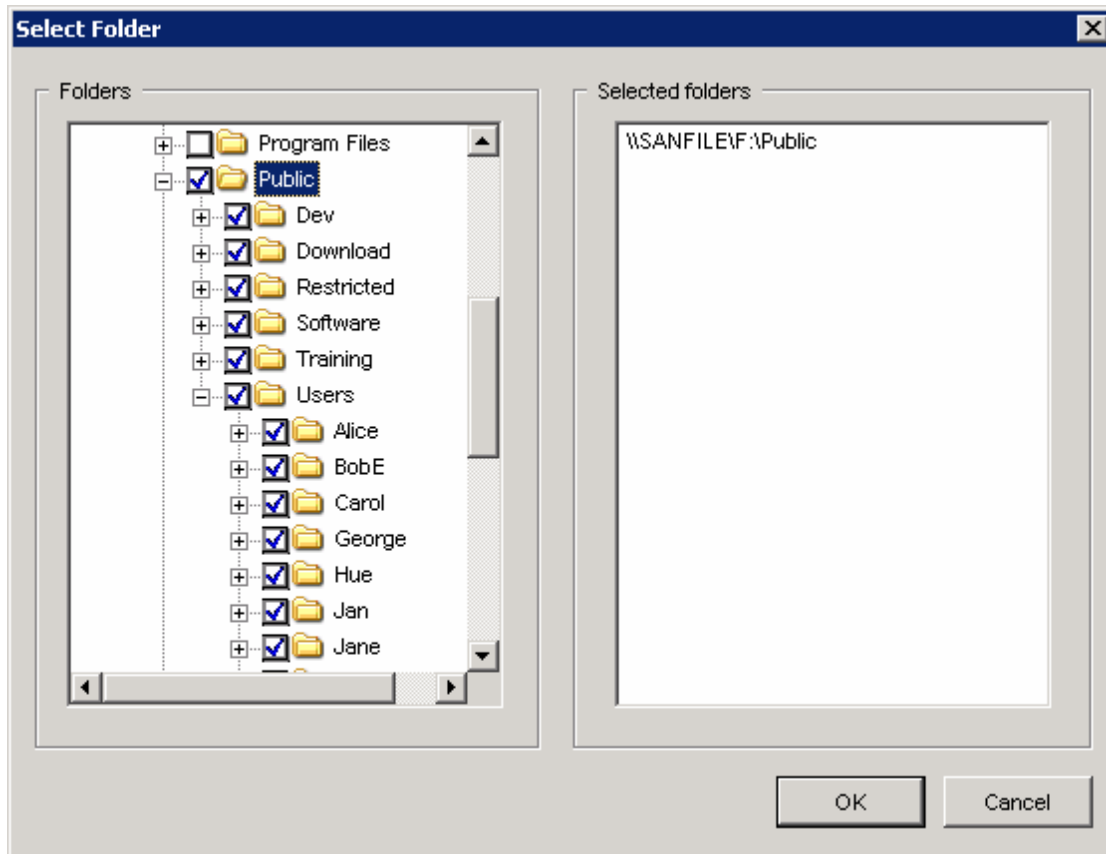 Select Folder
Folders
Program Files
Public
Dev
Download
Restricted
Software
Training
Users
Alice
BobE
Carol
George
Hue
Jan
Jane
Selected folders
\\SANFILE\F:\Public
OK
Cancel